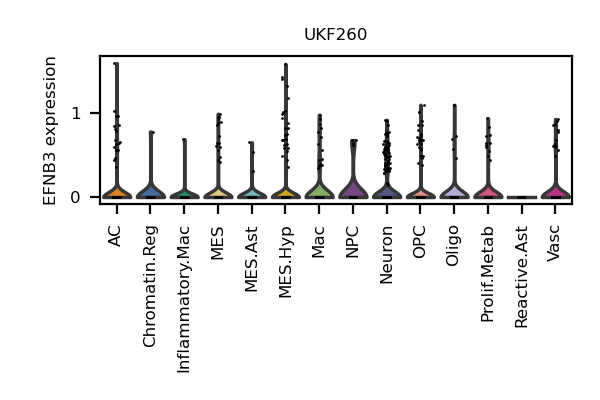 UKF260
EFNB3 expression
1
0
AC
Chromatin.Reg
Inflammatory.Mac
MES
MES.Ast
MES.Hyp
Mac
NPC
Neuron
OPC
Oligo
Prolif.Metab
Reactive.Ast
Vasc